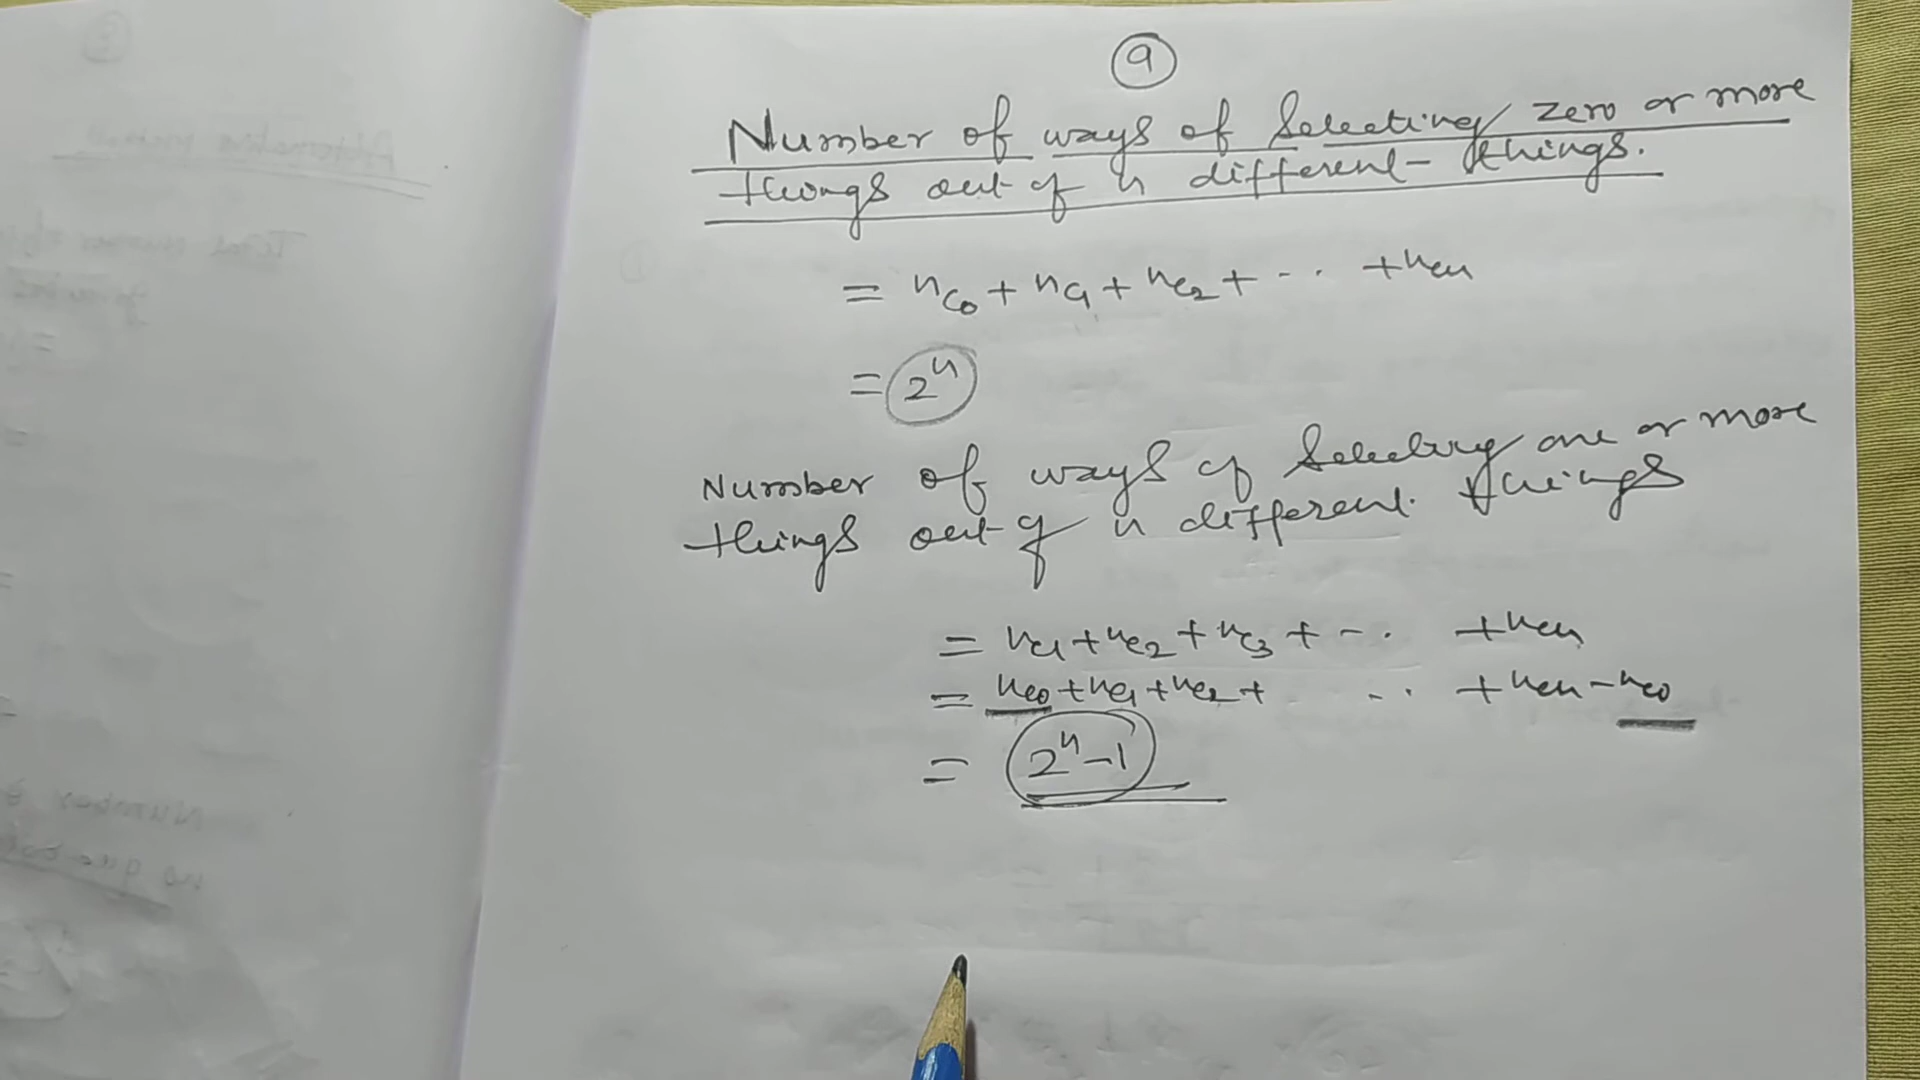 9
Number of ways of Selecting zero or more
things out of n different things.
= nC0 + nC1 + nC2 + -.. + nCn
= 2^n
Number of ways of Selecting one or more
things out of n different things
= nC1 + nC2 + nC3 + -.. + nCn
= nC0 + nC1 + nC2 + -.. + nCn - nC0
= 2^n - 1